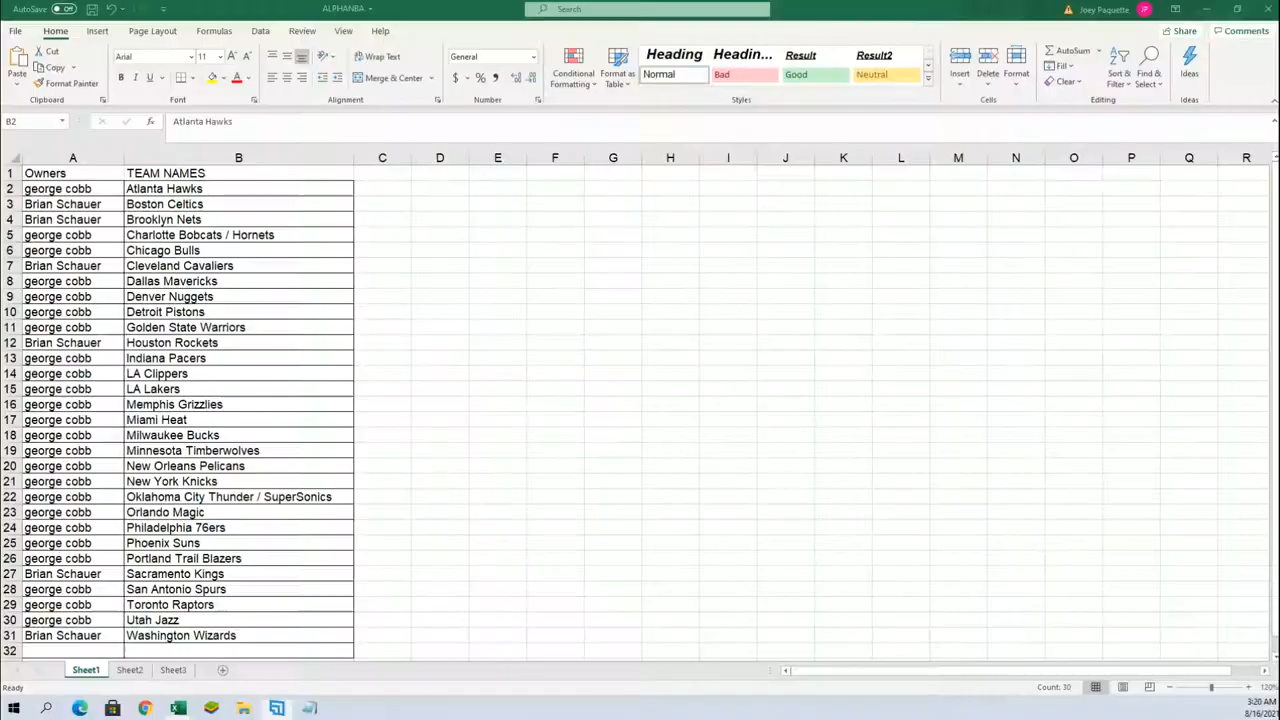 AutoSave Off ALPHANBA Search Joey Paquette JP
File Home Insert Page Layout Formulas Data Review View Help Share Comments
Paste Cut Copy Format Painter Clipboard
Arial 11 B I U Font
Wrap Text Merge & Center Alignment
General $ % Number
Conditional Formatting Format as Table
Heading Headin... Result Result2
Normal Bad Good Neutral
Styles
Insert Delete Format Cells
AutoSum Fill Clear Sort & Filter Find & Select Editing
Ideas Ideas
B2 fx Atlanta Hawks
A B C D E F G H I J K L M N O P Q R
1 Owners TEAM NAMES
2 george cobb Atlanta Hawks
3 Brian Schauer Boston Celtics
4 Brian Schauer Brooklyn Nets
5 george cobb Charlotte Bobcats / Hornets
6 george cobb Chicago Bulls
7 Brian Schauer Cleveland Cavaliers
8 george cobb Dallas Mavericks
9 george cobb Denver Nuggets
10 george cobb Detroit Pistons
11 george cobb Golden State Warriors
12 Brian Schauer Houston Rockets
13 george cobb Indiana Pacers
14 george cobb LA Clippers
15 george cobb LA Lakers
16 george cobb Memphis Grizzlies
17 george cobb Miami Heat
18 george cobb Milwaukee Bucks
19 george cobb Minnesota Timberwolves
20 george cobb New Orleans Pelicans
21 george cobb New York Knicks
22 george cobb Oklahoma City Thunder / SuperSonics
23 george cobb Orlando Magic
24 george cobb Philadelphia 76ers
25 george cobb Phoenix Suns
26 george cobb Portland Trail Blazers
27 Brian Schauer Sacramento Kings
28 george cobb San Antonio Spurs
29 george cobb Toronto Raptors
30 george cobb Utah Jazz
31 Brian Schauer Washington Wizards
32
Sheet1 Sheet2 Sheet3
Ready Count: 30 120%
3:20 AM
8/16/2021